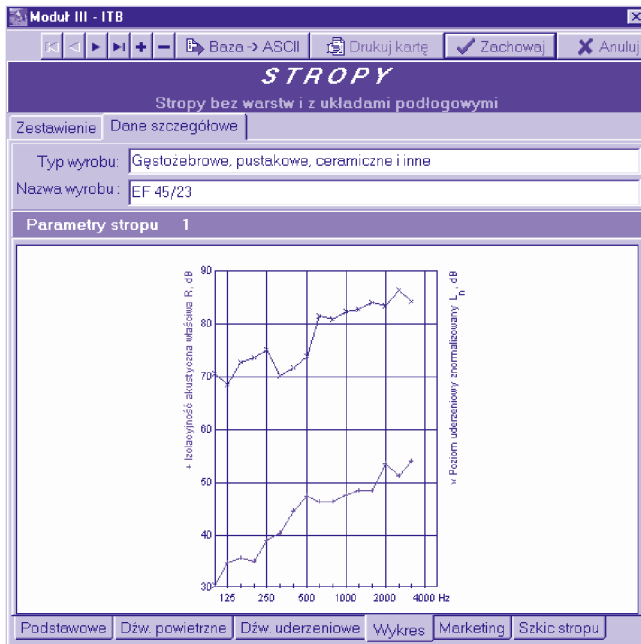 Moduł III - ITB
Baza -> ASCII
Drukuj kartę
Zachowaj
Anuluj
STROPY
Stropy bez warstw i z układami podłogowymi
Zestawienie
Dane szczegółowe
Typ wyrobu:
Gęstożebrowe, pustakowe, ceramiczne i inne
Nazwa wyrobu:
EF 45/23
Parametry stropu 1
+ Izolacyjność akustyczna właściwa R, dB
90
80
70
60
50
40
30
125 250 500 1000 2000 4000 Hz
× Poziom uderzeniowy znormalizowany Ln, dB
Podstawowe
Dźw. powietrzne
Dźw. uderzeniowe
Wykres
Marketing
Szkic stropu